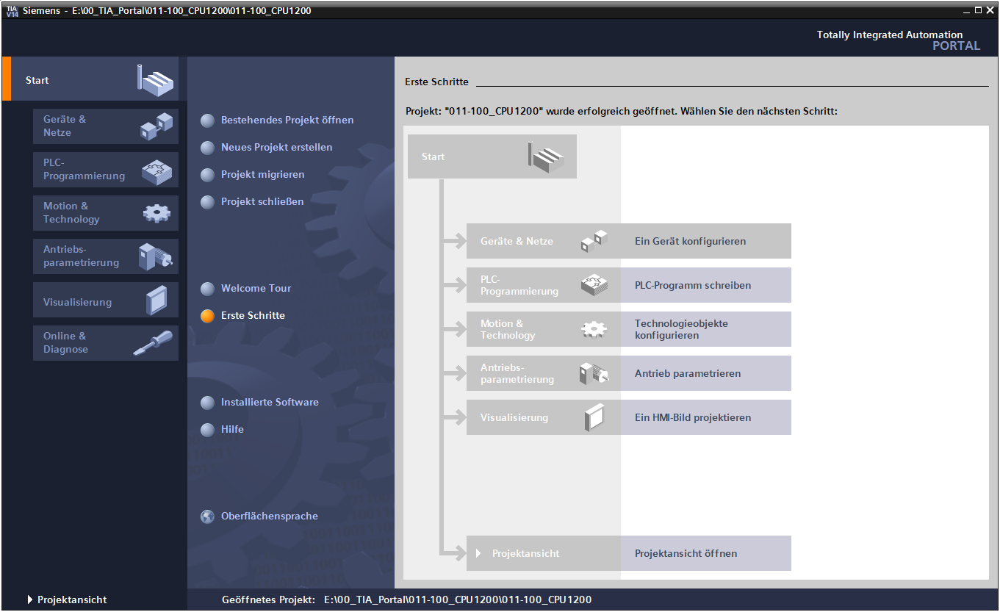 TIA V14 Siemens - E:\00_TIA_Portal\011-100_CPU1200\011-100_CPU1200
Totally Integrated Automation
PORTAL
Start
Geräte &
Netze
PLC-
Programmierung
Motion &
Technology
Antriebs-
parametrierung
Visualisierung
Online &
Diagnose
Projektansicht
Bestehendes Projekt öffnen
Neues Projekt erstellen
Projekt migrieren
Projekt schließen
Welcome Tour
Erste Schritte
Installierte Software
Hilfe
Oberflächensprache
Erste Schritte
Projekt: "011-100_CPU1200" wurde erfolgreich geöffnet. Wählen Sie den nächsten Schritt:
Start
Geräte & Netze
Ein Gerät konfigurieren
PLC-
Programmierung
PLC-Programm schreiben
Motion &
Technology
Technologieobjekte
konfigurieren
Antriebs-
parametrierung
Antrieb parametrieren
Visualisierung
Ein HMI-Bild projektieren
Projektansicht
Projektansicht öffnen
Geöffnetes Projekt: E:\00_TIA_Portal\011-100_CPU1200\011-100_CPU1200